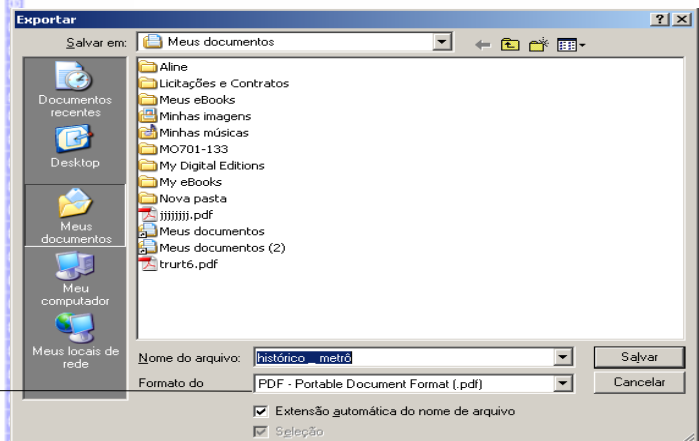 Exportar
Salvar em:
Meus documentos
Documentos
recentes
Desktop
Meus
documentos
Meu
computador
Meus locais de
rede
Aline
Licitações e Contratos
Meus eBooks
Minhas imagens
Minhas músicas
MO701-133
My Digital Editions
My eBooks
Nova pasta
jjjjjjjj.pdf
Meus documentos
Meus documentos (2)
trurt6.pdf
Nome do arquivo:
histórico _ metrô
Salvar
Formato do
PDF - Portable Document Format (.pdf)
Cancelar
Extensão automática do nome de arquivo
Seleção